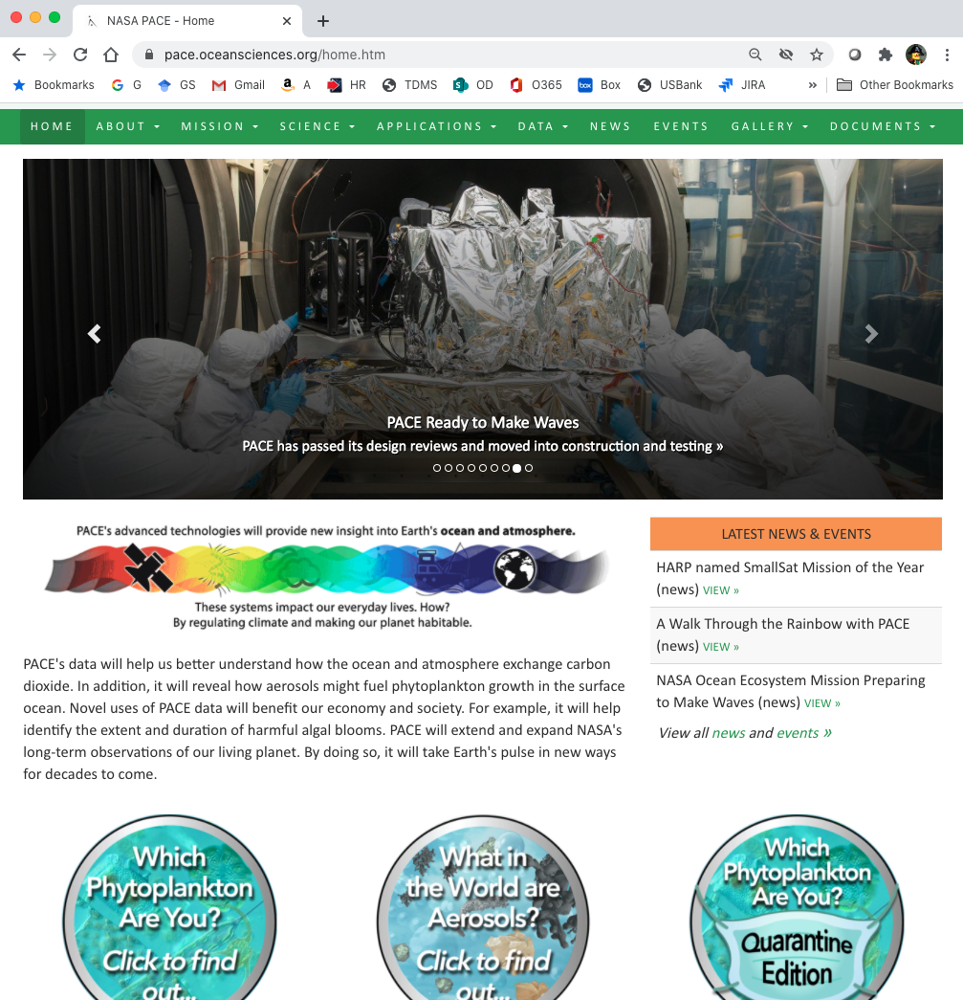 NASA PACE - Home
pace.oceansciences.org/home.htm
Bookmarks G GS Gmail A HR TDMS OD O365 Box USBank JIRA » Other Bookmarks
HOME ABOUT MISSION SCIENCE APPLICATIONS DATA NEWS EVENTS GALLERY DOCUMENTS
PACE Ready to Make Waves
PACE has passed its design reviews and moved into construction and testing »
PACE's advanced technologies will provide new insight into Earth's ocean and atmosphere.
These systems impact our everyday lives. How?
By regulating climate and making our planet habitable.
PACE's data will help us better understand how the ocean and atmosphere exchange carbon
dioxide. In addition, it will reveal how aerosols might fuel phytoplankton growth in the surface
ocean. Novel uses of PACE data will benefit our economy and society. For example, it will help
identify the extent and duration of harmful algal blooms. PACE will extend and expand NASA's
long-term observations of our living planet. By doing so, it will take Earth's pulse in new ways
for decades to come.
LATEST NEWS & EVENTS
HARP named SmallSat Mission of the Year
(news) VIEW »
A Walk Through the Rainbow with PACE
(news) VIEW »
NASA Ocean Ecosystem Mission Preparing
to Make Waves (news) VIEW »
View all news and events »
Which
Phytoplankton
Are You?
Click to find
out...
What in
the World are
Aerosols?
Click to find
out...
Which
Phytoplankton
Are You?
Quarantine
Edition